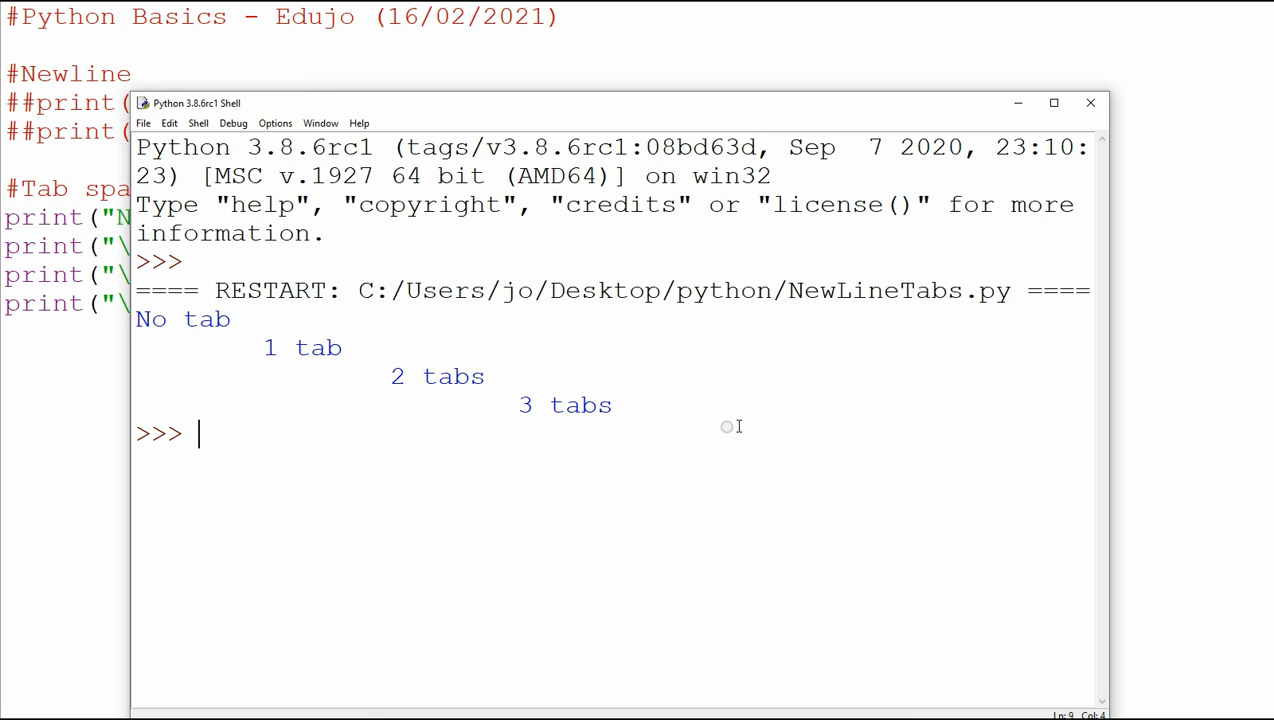 #Python Basics - Edujo (16/02/2021)
#Newline
##print(
##print(
#Tab spa
print("N
print("\
print("\
print("\
Python 3.8.6rc1 Shell
File Edit Shell Debug Options Window Help
Python 3.8.6rc1 (tags/v3.8.6rc1:08bd63d, Sep  7 2020, 23:10:
23) [MSC v.1927 64 bit (AMD64)] on win32
Type "help", "copyright", "credits" or "license()" for more
information.
>>>
==== RESTART: C:/Users/jo/Desktop/python/NewLineTabs.py ====
No tab
	1 tab
		2 tabs
			3 tabs
>>>
Ln: 9 Col: 4